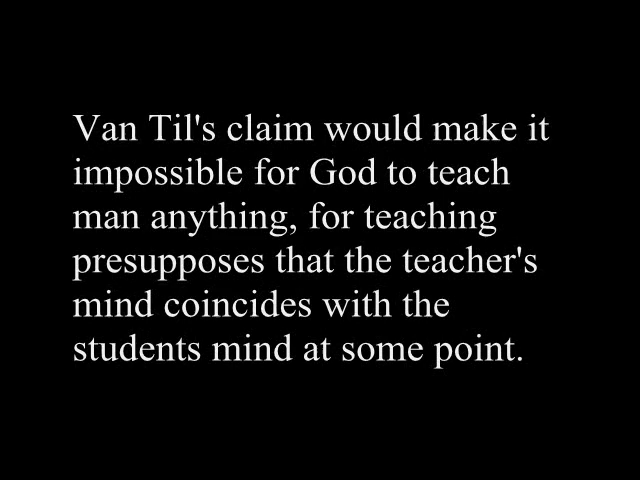 Van Til's claim would make it
impossible for God to teach
man anything, for teaching
presupposes that the teacher's
mind coincides with the
students mind at some point.